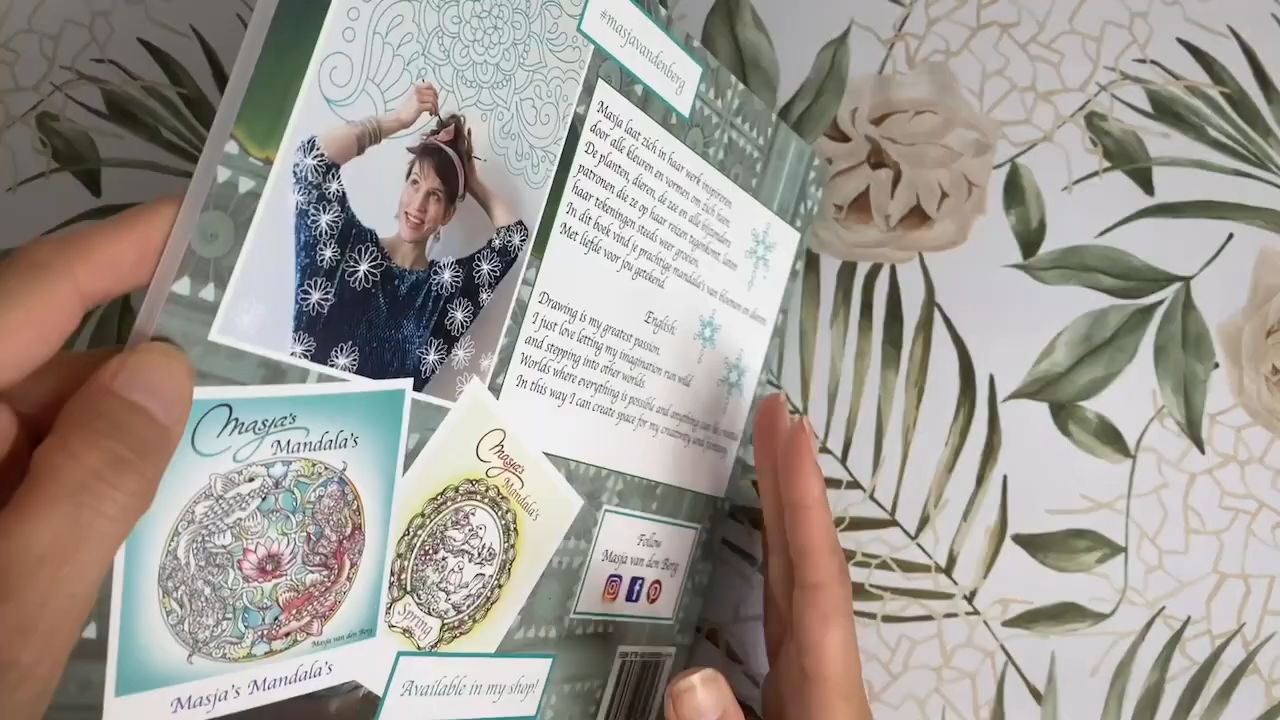 #masjavandenberg
Masja laat zich in haar werk inspireren
door alle kleuren en vormen om zich heen.
De planten, dieren, de zee en alle bijzondere
patronen die ze op haar reizen tegenkomt, laten
haar tekeningen steeds weer groeien.
In dit boek vind je prachtige mandala's van bloemen en dieren.
Met liefde voor jou getekend.
English:
Drawing is my greatest passion.
I just love letting my imagination run wild
and stepping into other worlds.
Worlds where everything is possible and anything can
In this way I can create space for my creativity and
Masja's
Mandala's
Masja van den Berg
Masja's Mandala's
Masja's
Mandala's
Spring
Follow
Masja van den Berg
Available in my shop!